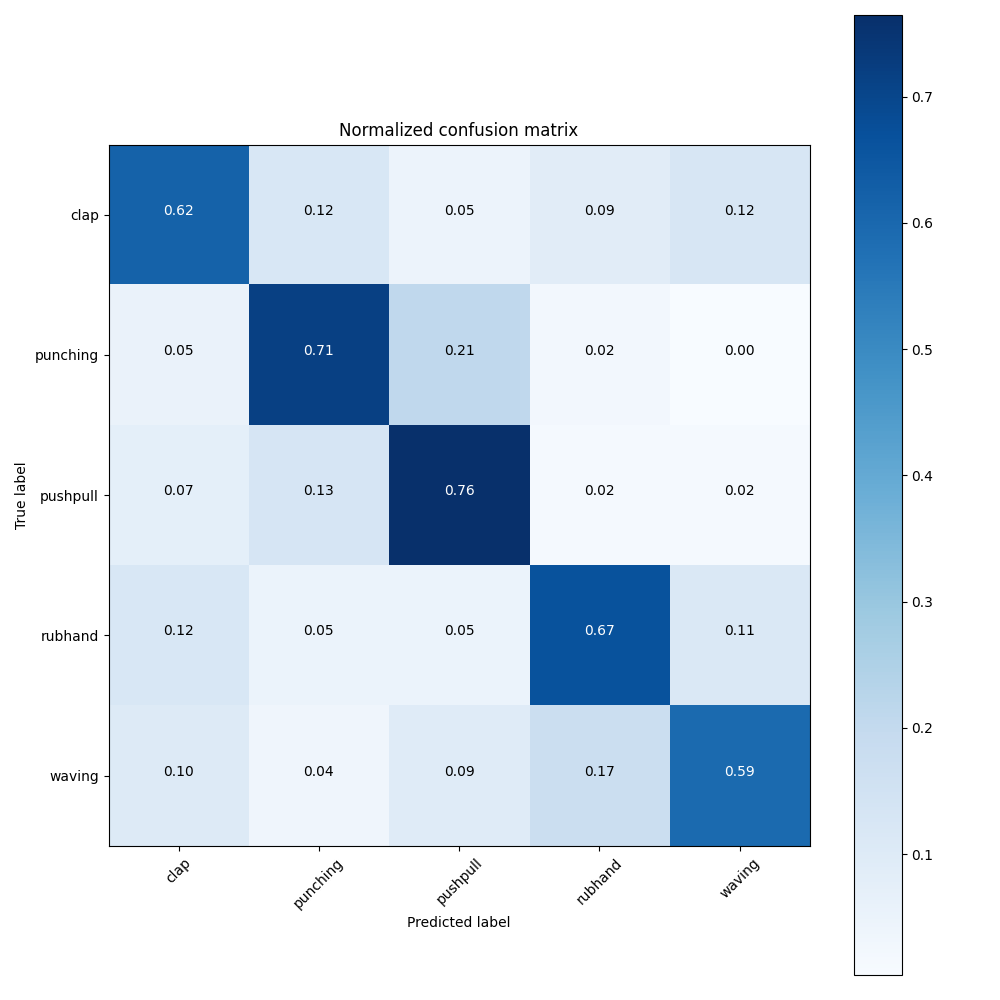 Normalized confusion matrix
clap 0.62 0.12 0.05 0.09 0.12
punching 0.05 0.71 0.21 0.02 0.00
pushpull 0.07 0.13 0.76 0.02 0.02
rubhand 0.12 0.05 0.05 0.67 0.11
waving 0.10 0.04 0.09 0.17 0.59
clap punching pushpull rubhand waving
True label
Predicted label
0.7
0.6
0.5
0.4
0.3
0.2
0.1